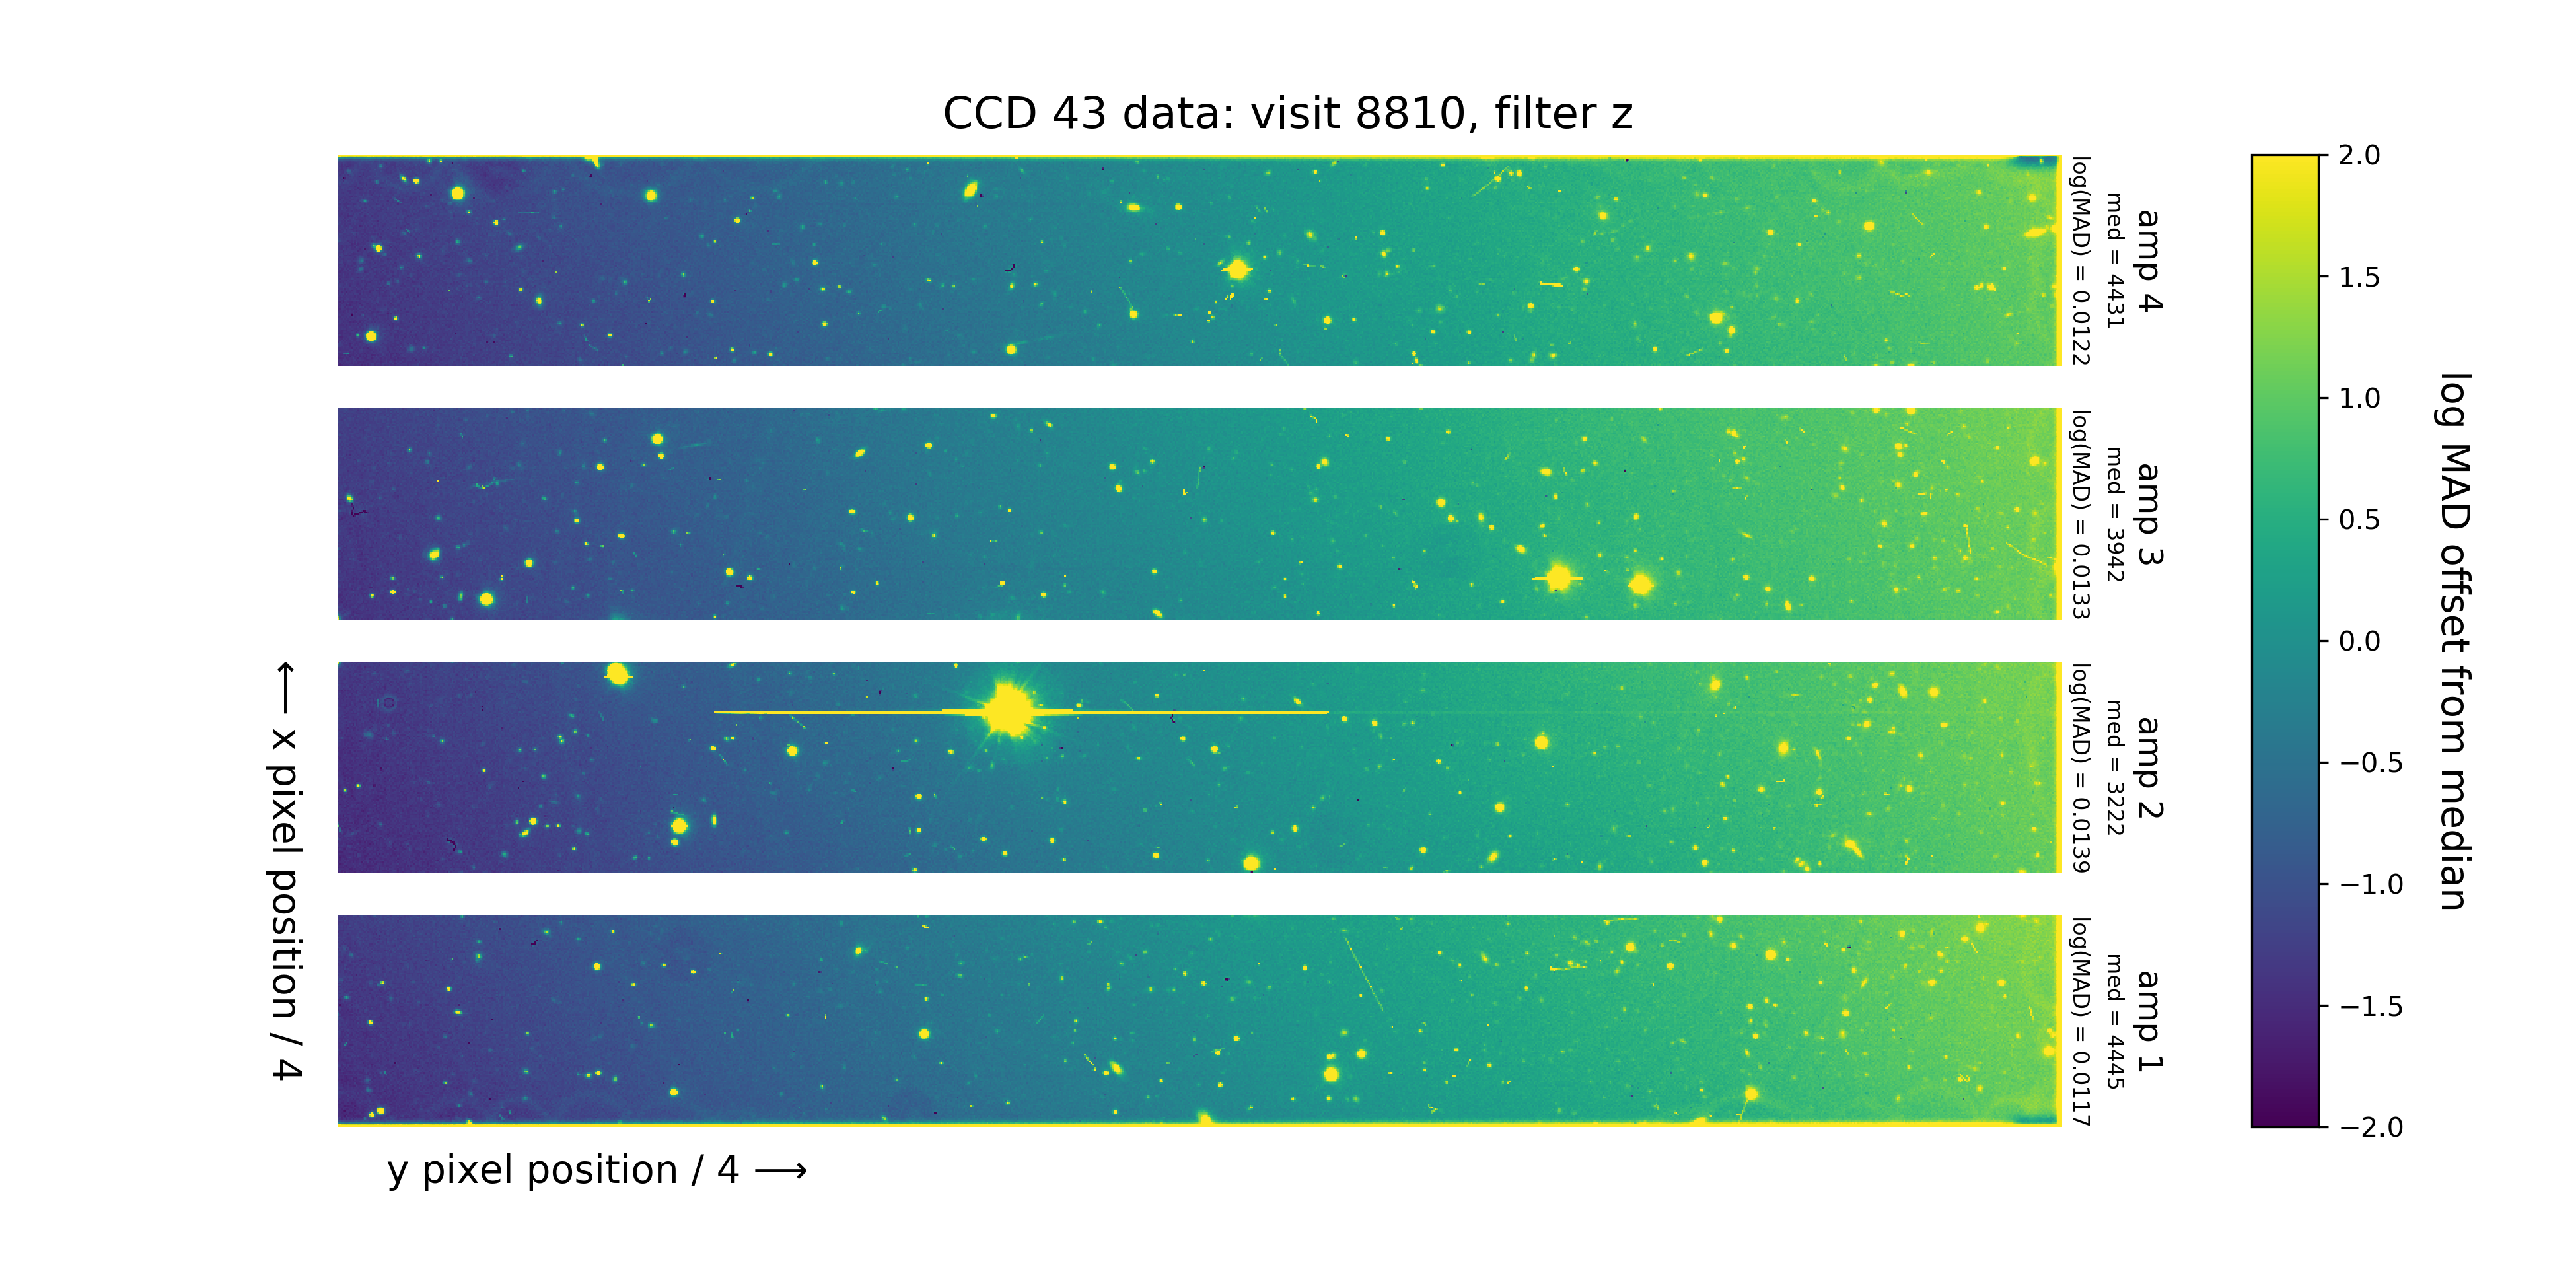 CCD 43 data: visit 8810, filter z
amp 4
med = 4431
log(MAD) = 0.0122
amp 3
med = 3942
log(MAD) = 0.0133
amp 2
med = 3222
log(MAD) = 0.0139
amp 1
med = 4445
log(MAD) = 0.0117
⟵ x pixel position / 4
y pixel position / 4 ⟶
2.0
1.5
1.0
0.5
0.0
−0.5
−1.0
−1.5
−2.0
log MAD offset from median